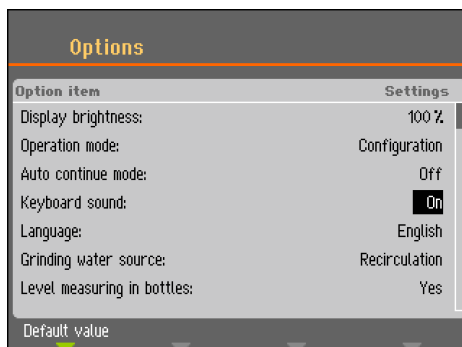 Options
Option item Settings
Display brightness: 100 %
Operation mode: Configuration
Auto continue mode: Off
Keyboard sound: On
Language: English
Grinding water source: Recirculation
Level measuring in bottles: Yes
Default value